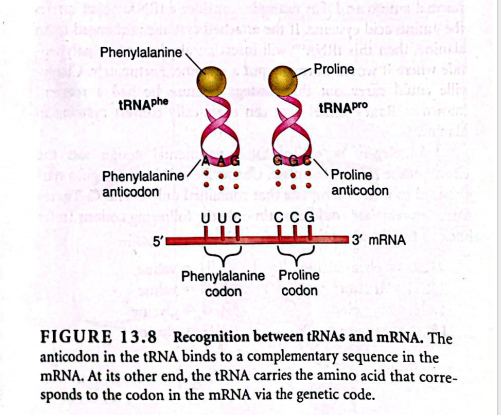 Phenylalanine
Proline
tRNAphe
tRNApro
A A G
G G C
Phenylalanine
anticodon
Proline
anticodon
U U C
C C G
5'
3' mRNA
Phenylalanine
codon
Proline
codon
FIGURE 13.8 Recognition between tRNAs and mRNA. The
anticodon in the tRNA binds to a complementary sequence in the
mRNA. At its other end, the tRNA carries the amino acid that corre-
sponds to the codon in the mRNA via the genetic code.